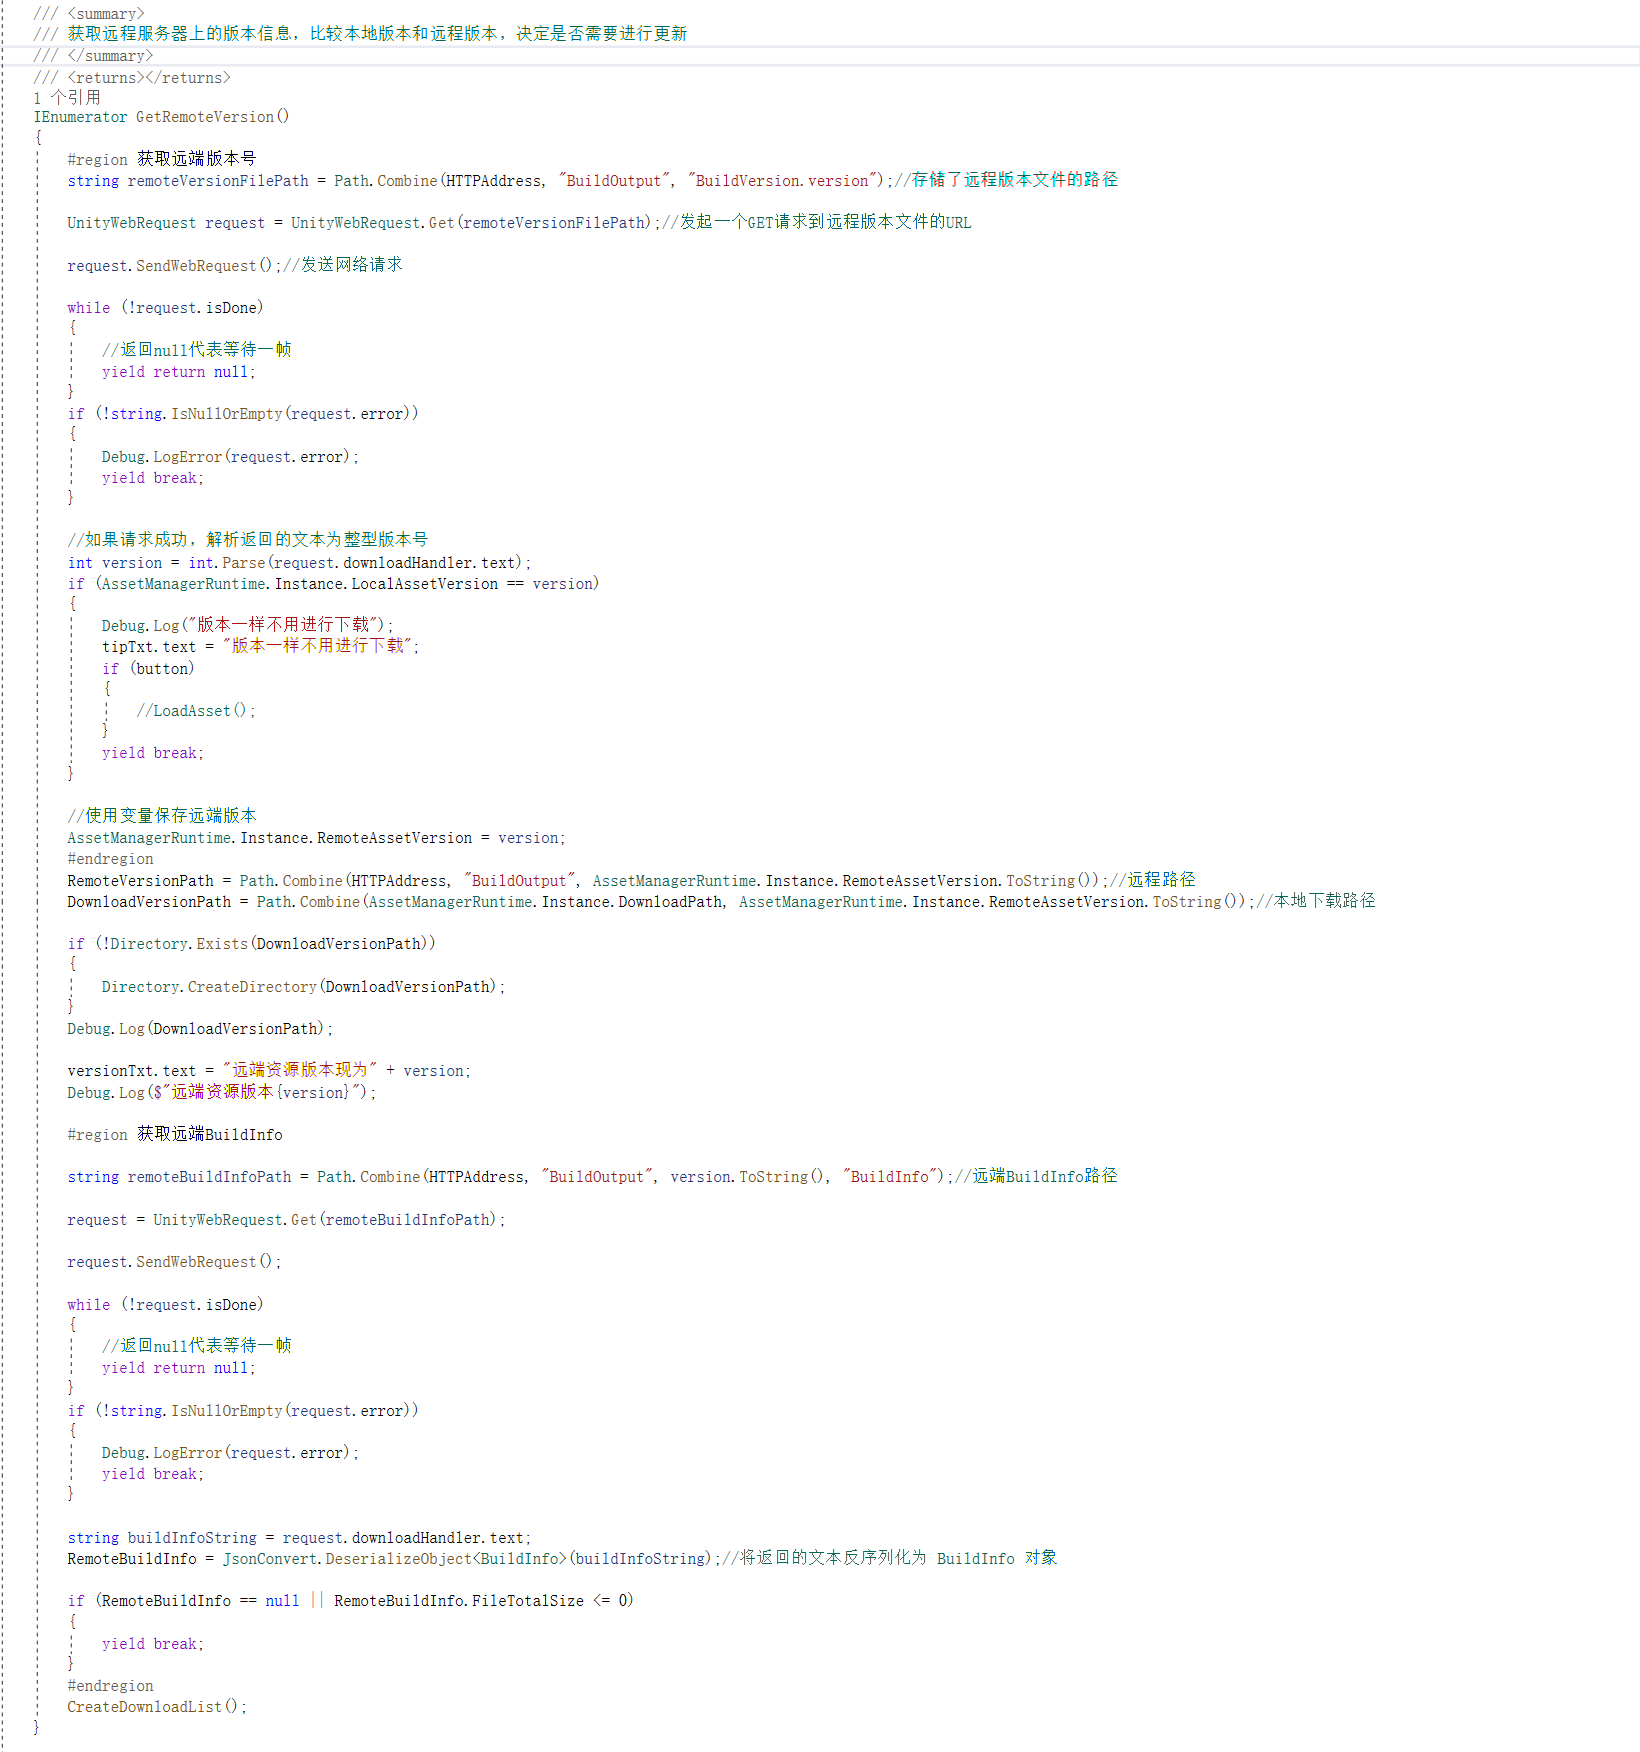 /// <summary>
/// 获取远程服务器上的版本信息，比较本地版本和远程版本，决定是否需要进行更新
/// </summary>
/// <returns></returns>
1 个引用
IEnumerator GetRemoteVersion()
{
#region 获取远端版本号
string remoteVersionFilePath = Path.Combine(HTTPAddress, "BuildOutput", "BuildVersion.version");//存储了远程版本文件的路径
UnityWebRequest request = UnityWebRequest.Get(remoteVersionFilePath);//发起一个GET请求到远程版本文件的URL
request.SendWebRequest();//发送网络请求
while (!request.isDone)
{
//返回null代表等待一帧
yield return null;
}
if (!string.IsNullOrEmpty(request.error))
{
Debug.LogError(request.error);
yield break;
}
//如果请求成功，解析返回的文本为整型版本号
int version = int.Parse(request.downloadHandler.text);
if (AssetManagerRuntime.Instance.LocalAssetVersion == version)
{
Debug.Log("版本一样不用进行下载");
tipTxt.text = "版本一样不用进行下载";
if (button)
{
//LoadAsset();
}
yield break;
}
//使用变量保存远端版本
AssetManagerRuntime.Instance.RemoteAssetVersion = version;
#endregion
RemoteVersionPath = Path.Combine(HTTPAddress, "BuildOutput", AssetManagerRuntime.Instance.RemoteAssetVersion.ToString());//远程路径
DownloadVersionPath = Path.Combine(AssetManagerRuntime.Instance.DownloadPath, AssetManagerRuntime.Instance.RemoteAssetVersion.ToString());//本地下载路径
if (!Directory.Exists(DownloadVersionPath))
{
Directory.CreateDirectory(DownloadVersionPath);
}
Debug.Log(DownloadVersionPath);
versionTxt.text = "远端资源版本现为" + version;
Debug.Log($"远端资源版本{version}");
#region 获取远端BuildInfo
string remoteBuildInfoPath = Path.Combine(HTTPAddress, "BuildOutput", version.ToString(), "BuildInfo");//远端BuildInfo路径
request = UnityWebRequest.Get(remoteBuildInfoPath);
request.SendWebRequest();
while (!request.isDone)
{
//返回null代表等待一帧
yield return null;
}
if (!string.IsNullOrEmpty(request.error))
{
Debug.LogError(request.error);
yield break;
}
string buildInfoString = request.downloadHandler.text;
RemoteBuildInfo = JsonConvert.DeserializeObject<BuildInfo>(buildInfoString);//将返回的文本反序列化为 BuildInfo 对象
if (RemoteBuildInfo == null || RemoteBuildInfo.FileTotalSize <= 0)
{
yield break;
}
#endregion
CreateDownloadList();
}